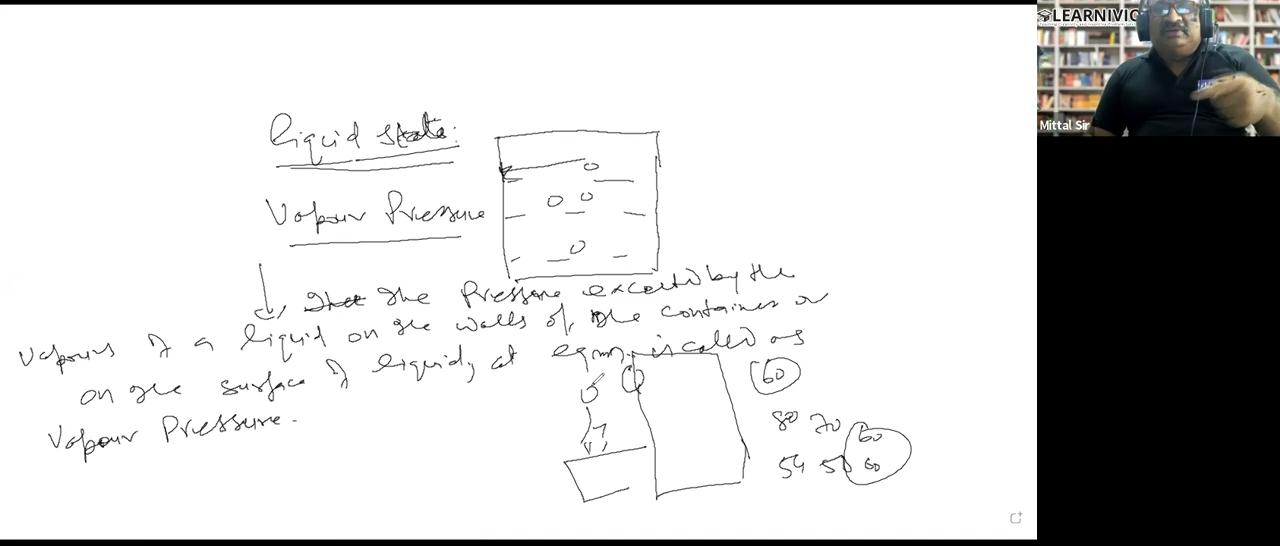 Liquid State:
Vapour Pressure
The Pressure exerted by the
vapours of a liquid on the walls of, the container or
on the surface of liquid, at eqm. is called as
Vapour Pressure.
60
80 70 60
54 50 60
LEARNIVIO
Mittal Sir